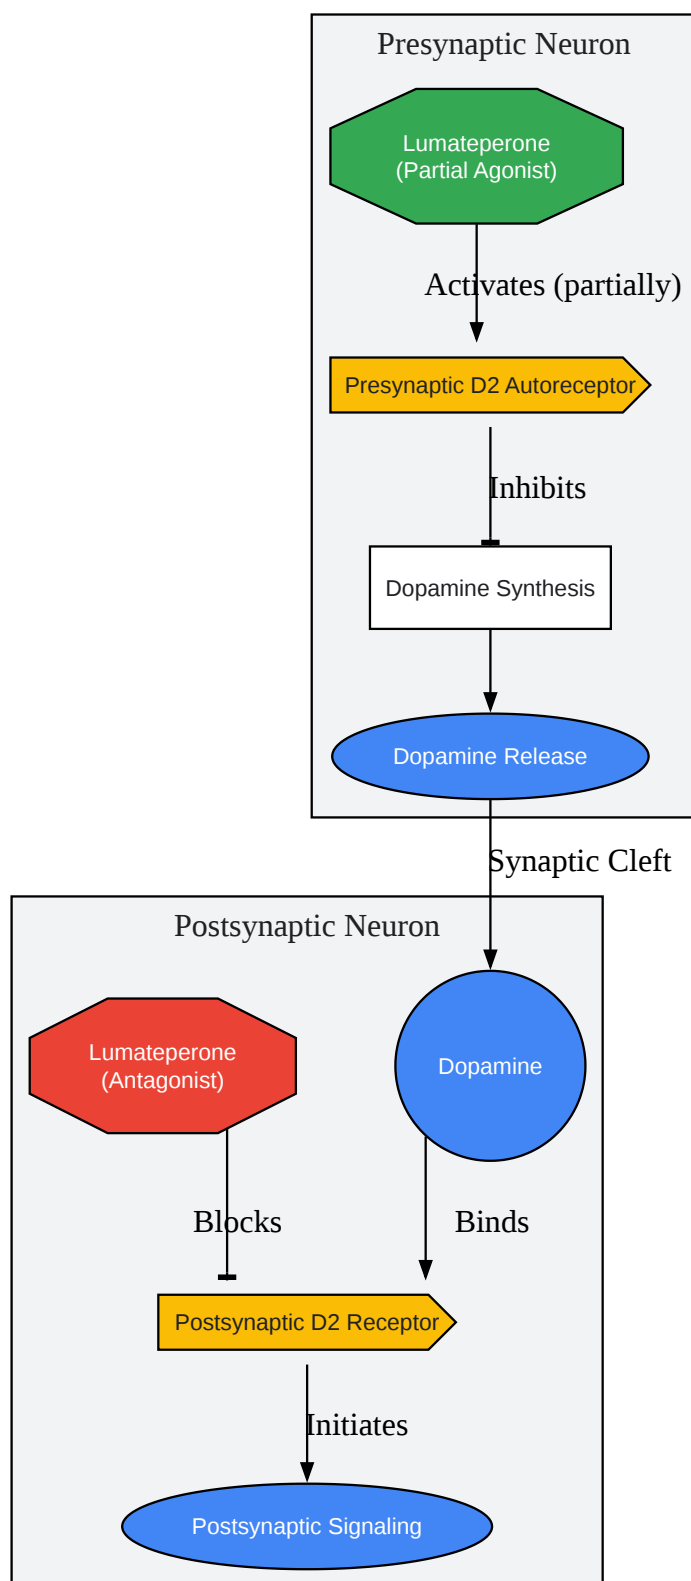 Presynaptic Neuron
Lumateperone
(Partial Agonist)
Activates (partially)
Presynaptic D2 Autoreceptor
Inhibits
Dopamine Synthesis
Dopamine Release
Synaptic Cleft
Postsynaptic Neuron
Lumateperone
(Antagonist)
Dopamine
Blocks
Binds
Postsynaptic D2 Receptor
Initiates
Postsynaptic Signaling